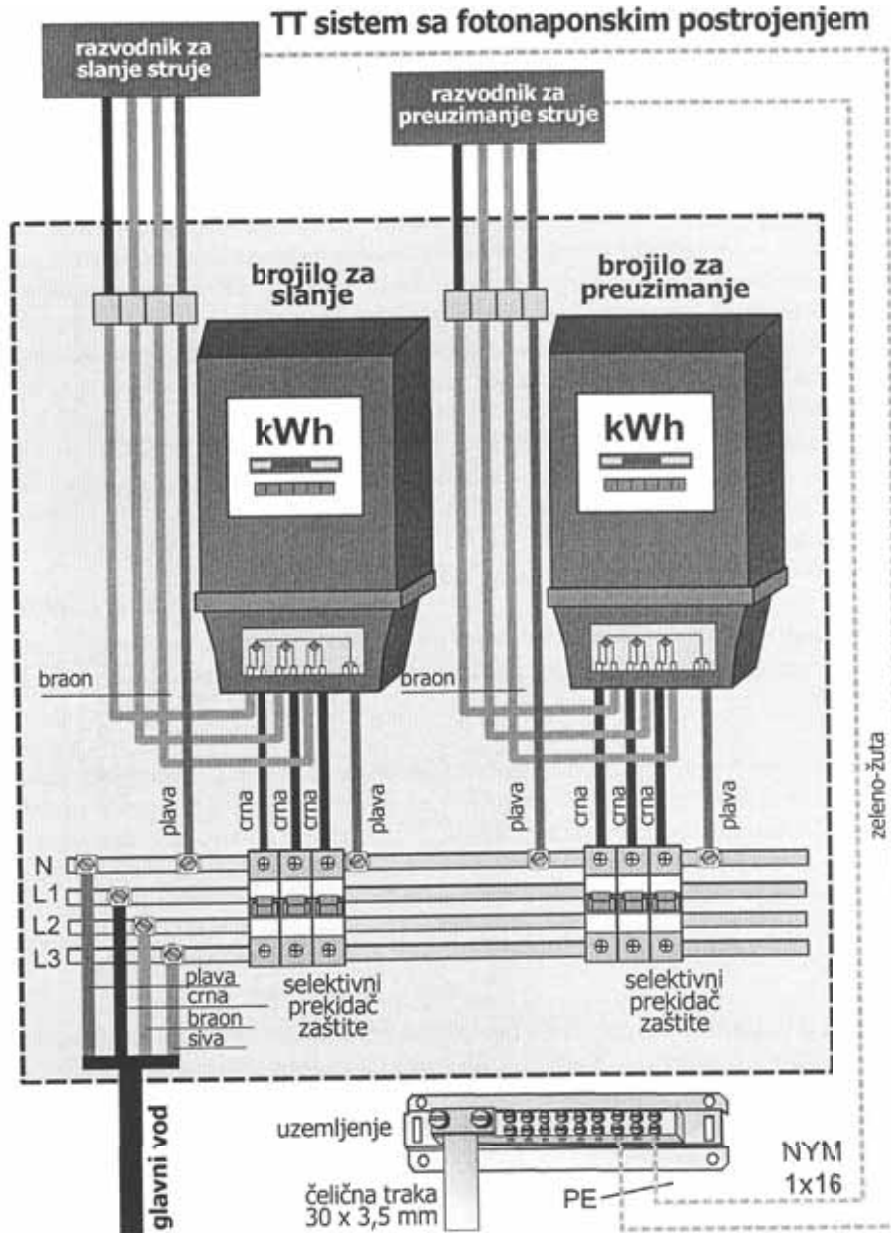 TT sistem sa fotonaponskim postrojenjem
razvodnik za
slanje struje
razvodnik za
preuzimanje struje
brojilo za
slanje
brojilo za
preuzimanje
kWh
kWh
braon
braon
plava
crna
crna
crna
plava
plava
crna
crna
crna
plava
zeleno-žuta
N
L1
L2
L3
plava
crna
braon
siva
selektivni
prekidač
zaštite
selektivni
prekidač
zaštite
glavni vod
uzemljenje
čelična traka
30 x 3,5 mm
PE
NYM
1x16